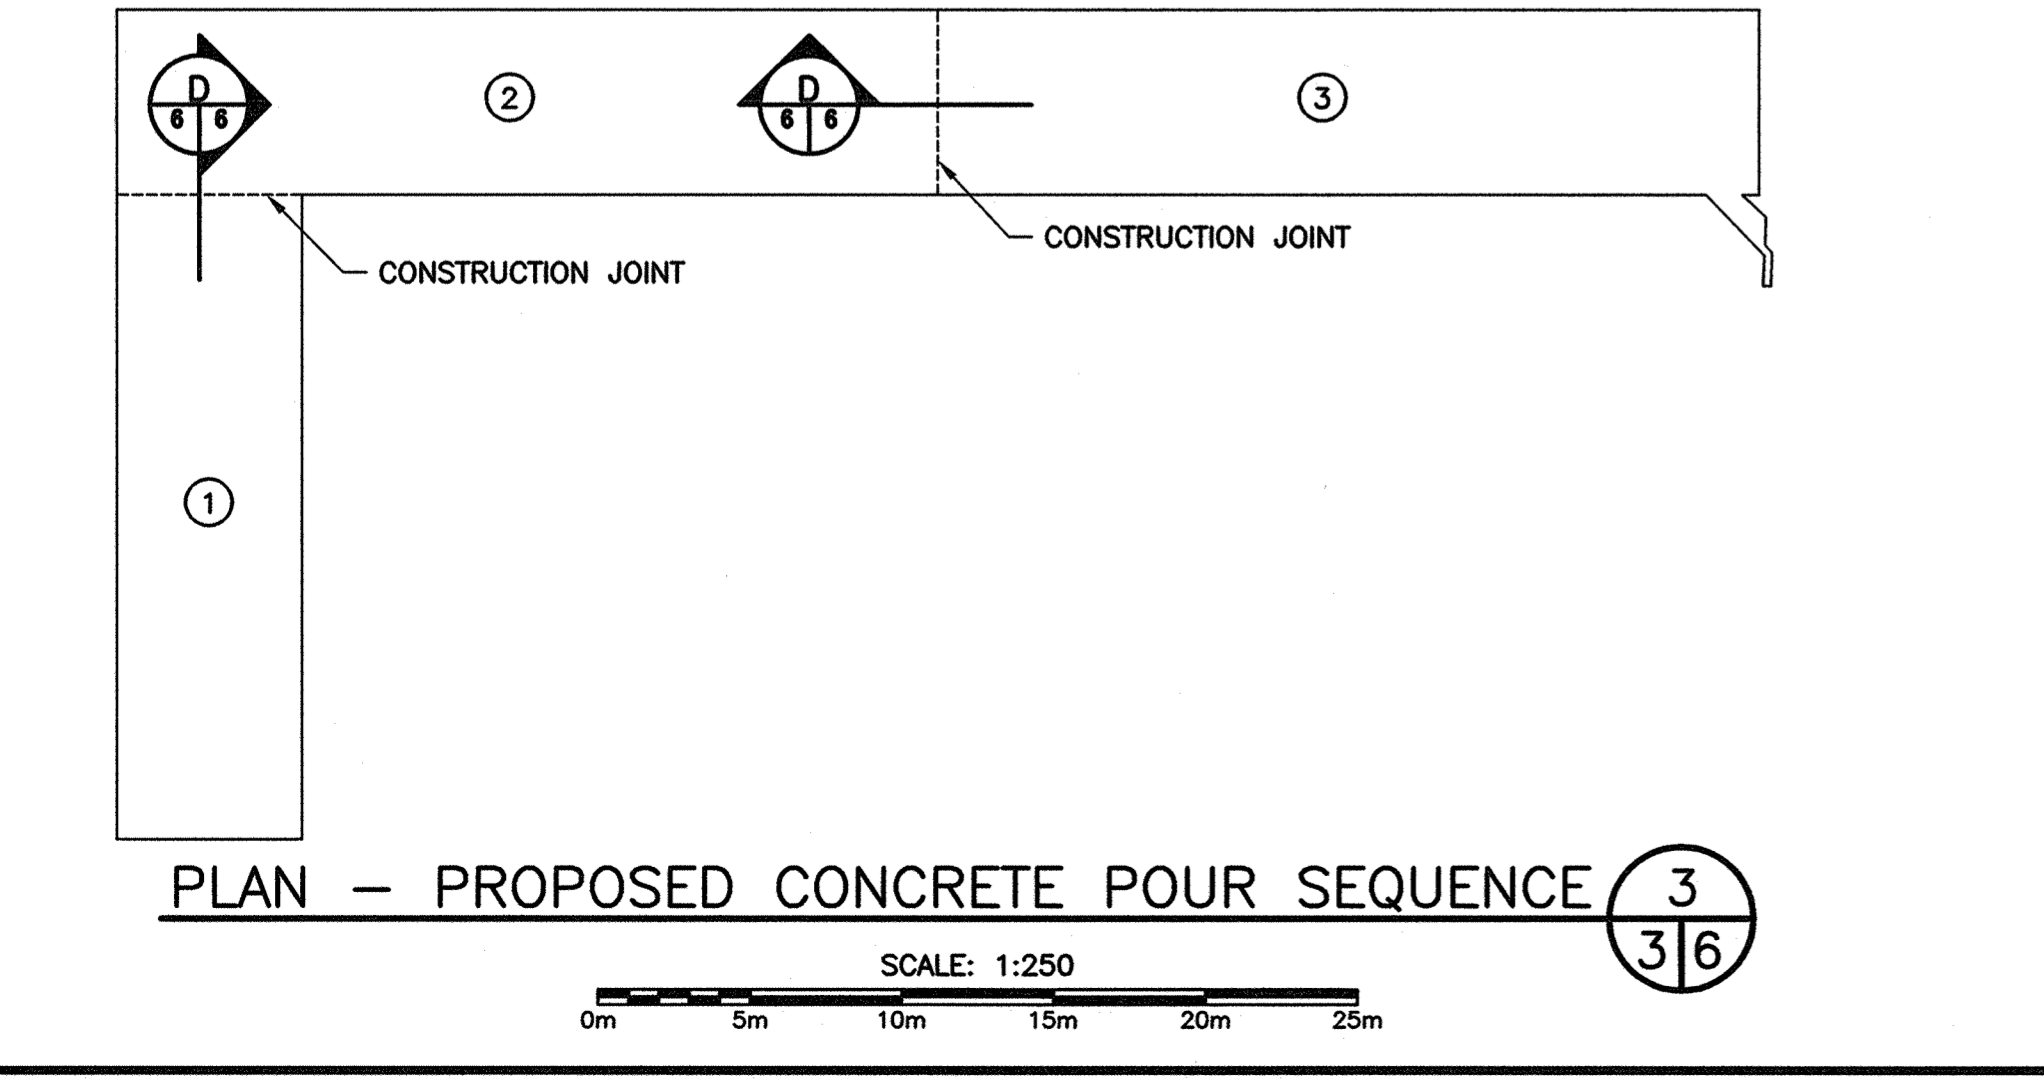 D
6 6
2
D
6 6
3
CONSTRUCTION JOINT
CONSTRUCTION JOINT
1
PLAN – PROPOSED CONCRETE POUR SEQUENCE
3
3 6
SCALE: 1:250
0m 5m 10m 15m 20m 25m